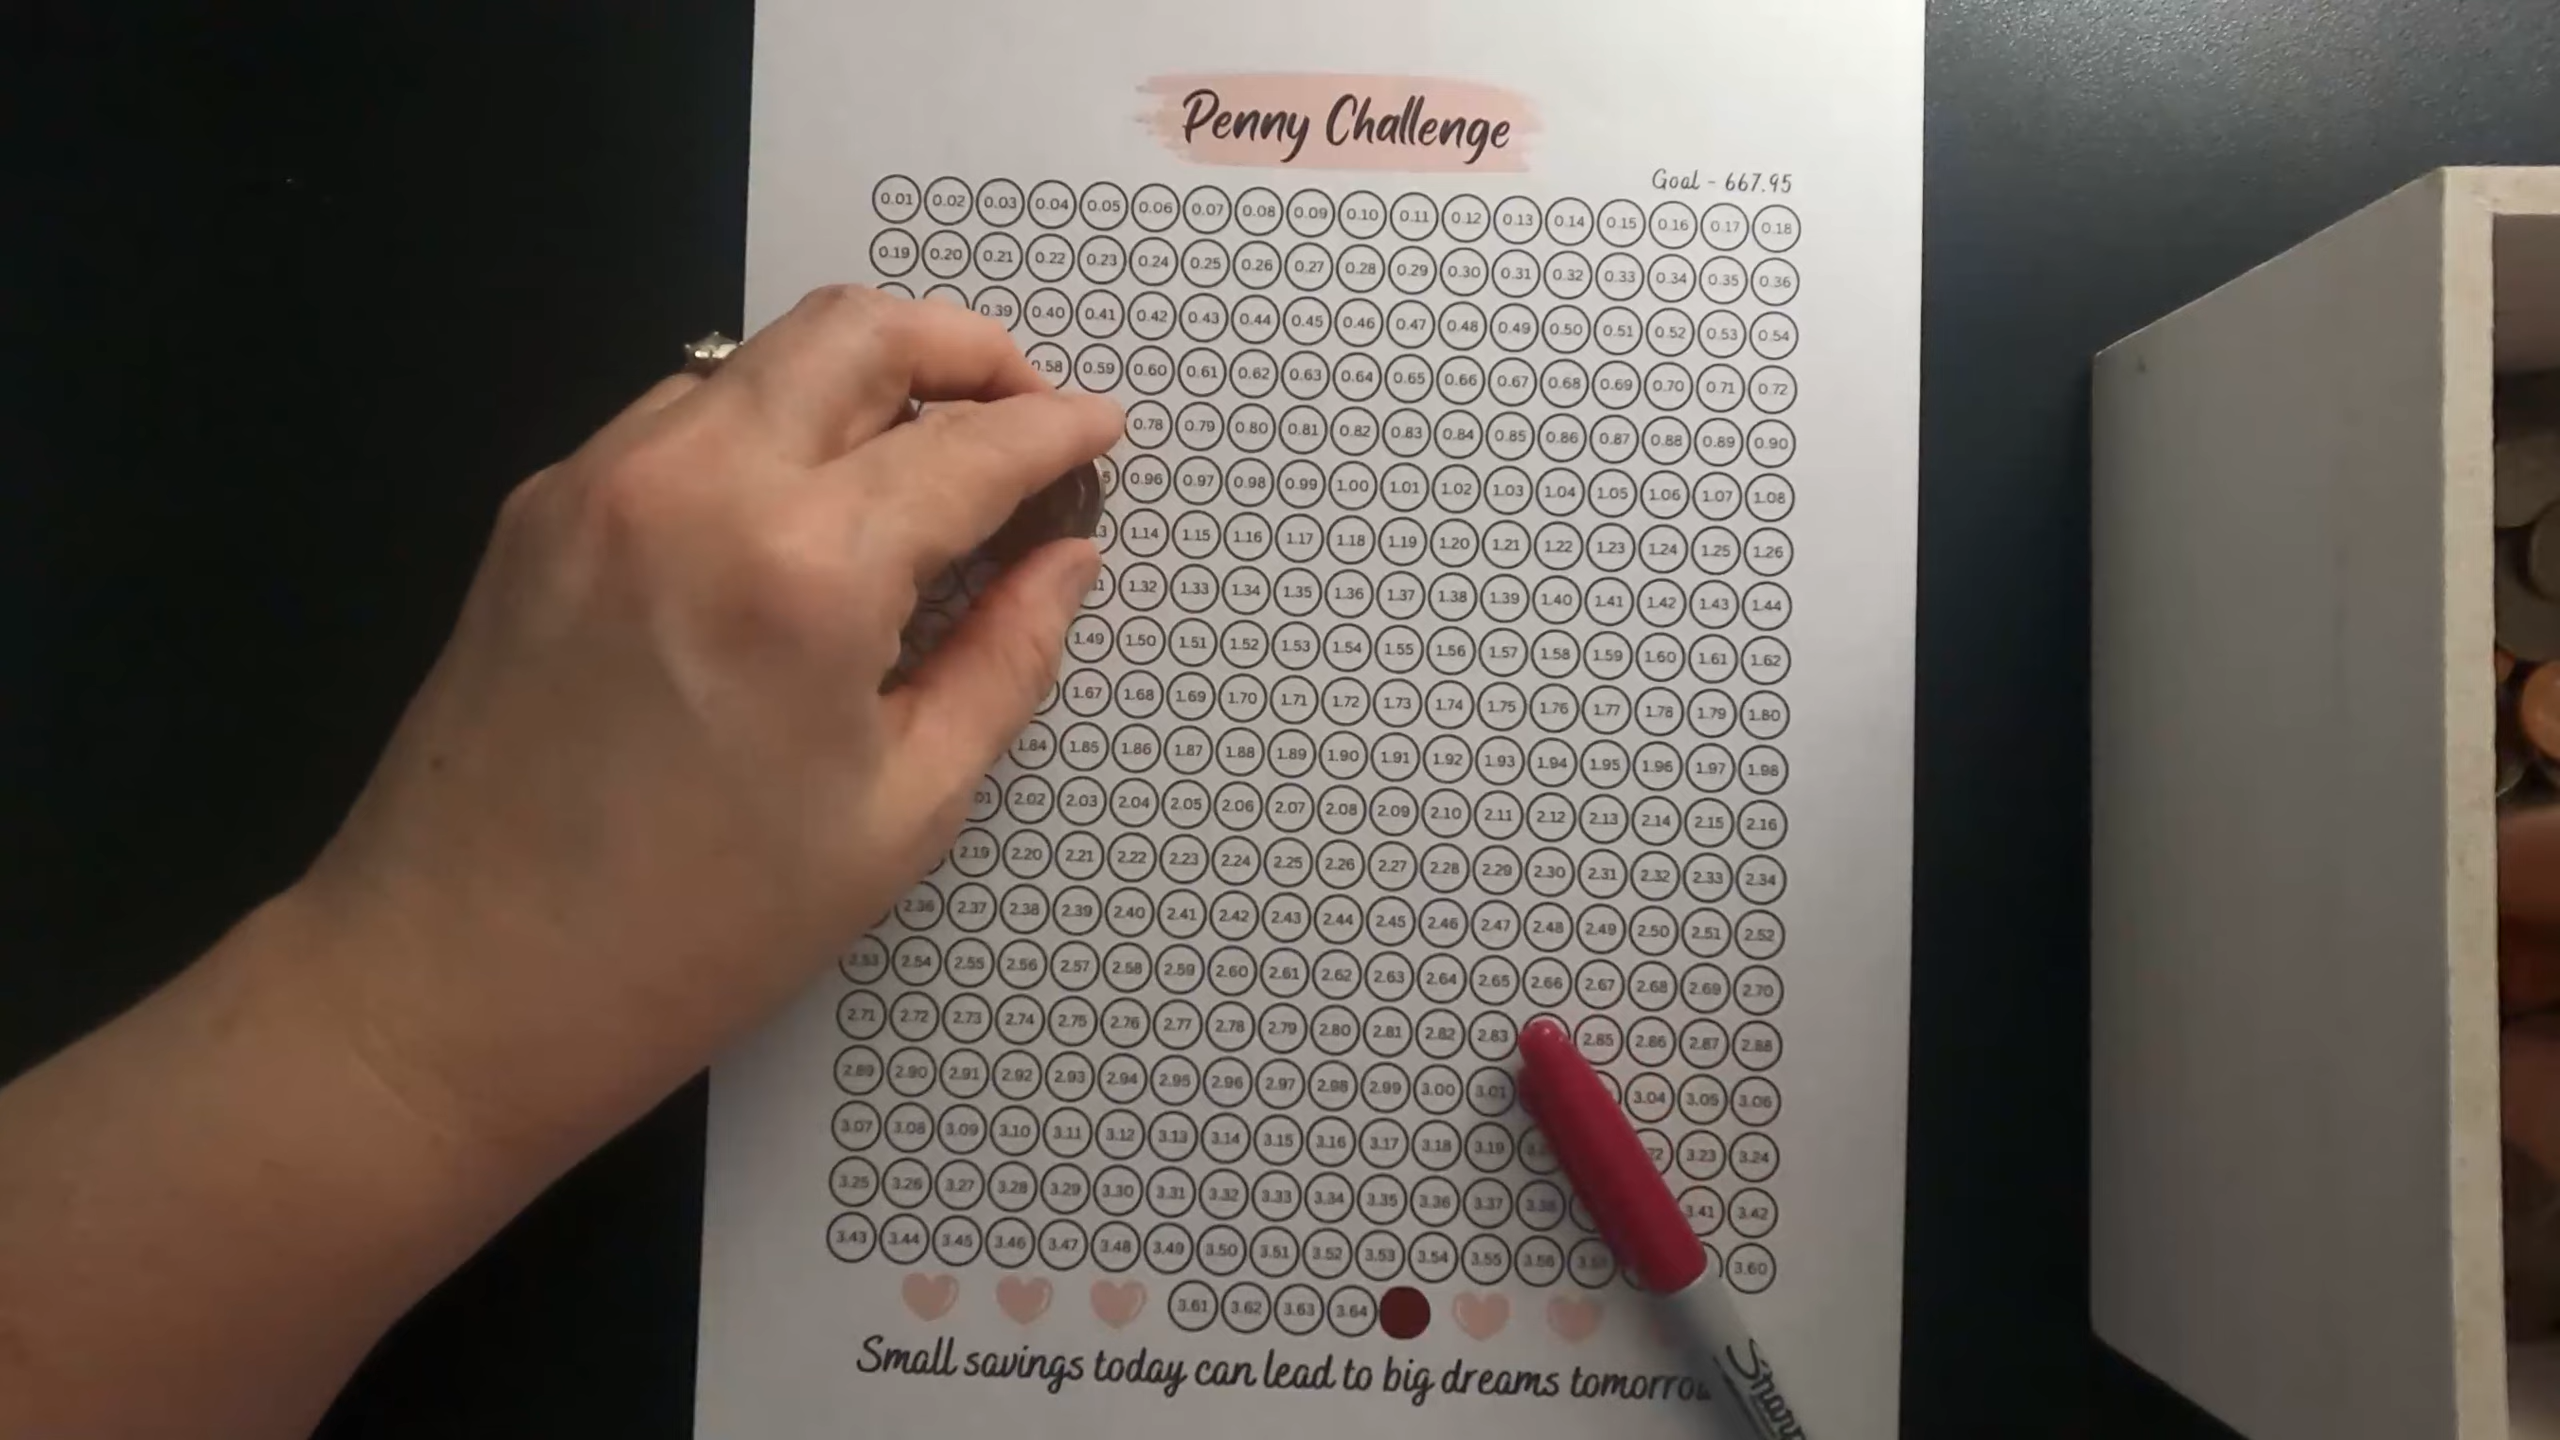 Penny Challenge
Goal - 667.95
0.01 0.02 0.03 0.04 0.05 0.06 0.07 0.08 0.09 0.10 0.11 0.12 0.13 0.14 0.15 0.16 0.17 0.18
0.19 0.20 0.21 0.22 0.23 0.24 0.25 0.26 0.27 0.28 0.29 0.30 0.31 0.32 0.33 0.34 0.35 0.36
0.39 0.40 0.41 0.42 0.43 0.44 0.45 0.46 0.47 0.48 0.49 0.50 0.51 0.52 0.53 0.54
0.58 0.59 0.60 0.61 0.62 0.63 0.64 0.65 0.66 0.67 0.68 0.69 0.70 0.71 0.72
0.78 0.79 0.80 0.81 0.82 0.83 0.84 0.85 0.86 0.87 0.88 0.89 0.90
0.96 0.97 0.98 0.99 1.00 1.01 1.02 1.03 1.04 1.05 1.06 1.07 1.08
1.14 1.15 1.16 1.17 1.18 1.19 1.20 1.21 1.22 1.23 1.24 1.25 1.26
1.32 1.33 1.34 1.35 1.36 1.37 1.38 1.39 1.40 1.41 1.42 1.43 1.44
1.49 1.50 1.51 1.52 1.53 1.54 1.55 1.56 1.57 1.58 1.59 1.60 1.61 1.62
1.67 1.68 1.69 1.70 1.71 1.72 1.73 1.74 1.75 1.76 1.77 1.78 1.79 1.80
1.84 1.85 1.86 1.87 1.88 1.89 1.90 1.91 1.92 1.93 1.94 1.95 1.96 1.97 1.98
2.02 2.03 2.04 2.05 2.06 2.07 2.08 2.09 2.10 2.11 2.12 2.13 2.14 2.15 2.16
2.19 2.20 2.21 2.22 2.23 2.24 2.25 2.26 2.27 2.28 2.29 2.30 2.31 2.32 2.33 2.34
2.36 2.37 2.38 2.39 2.40 2.41 2.42 2.43 2.44 2.45 2.46 2.47 2.48 2.49 2.50 2.51 2.52
2.53 2.54 2.55 2.56 2.57 2.58 2.59 2.60 2.61 2.62 2.63 2.64 2.65 2.66 2.67 2.68 2.69 2.70
2.71 2.72 2.73 2.74 2.75 2.76 2.77 2.78 2.79 2.80 2.81 2.82 2.83 2.85 2.86 2.87 2.88
2.89 2.90 2.91 2.92 2.93 2.94 2.95 2.96 2.97 2.98 2.99 3.00 3.01 3.04 3.05 3.06
3.07 3.08 3.09 3.10 3.11 3.12 3.13 3.14 3.15 3.16 3.17 3.18 3.19 3.23 3.24
3.25 3.26 3.27 3.28 3.29 3.30 3.31 3.32 3.33 3.34 3.35 3.36 3.37 3.38 3.41 3.42
3.43 3.44 3.45 3.46 3.47 3.48 3.49 3.50 3.51 3.52 3.53 3.54 3.55 3.56 3.60
3.61 3.62 3.63 3.64
Small savings today can lead to big dreams